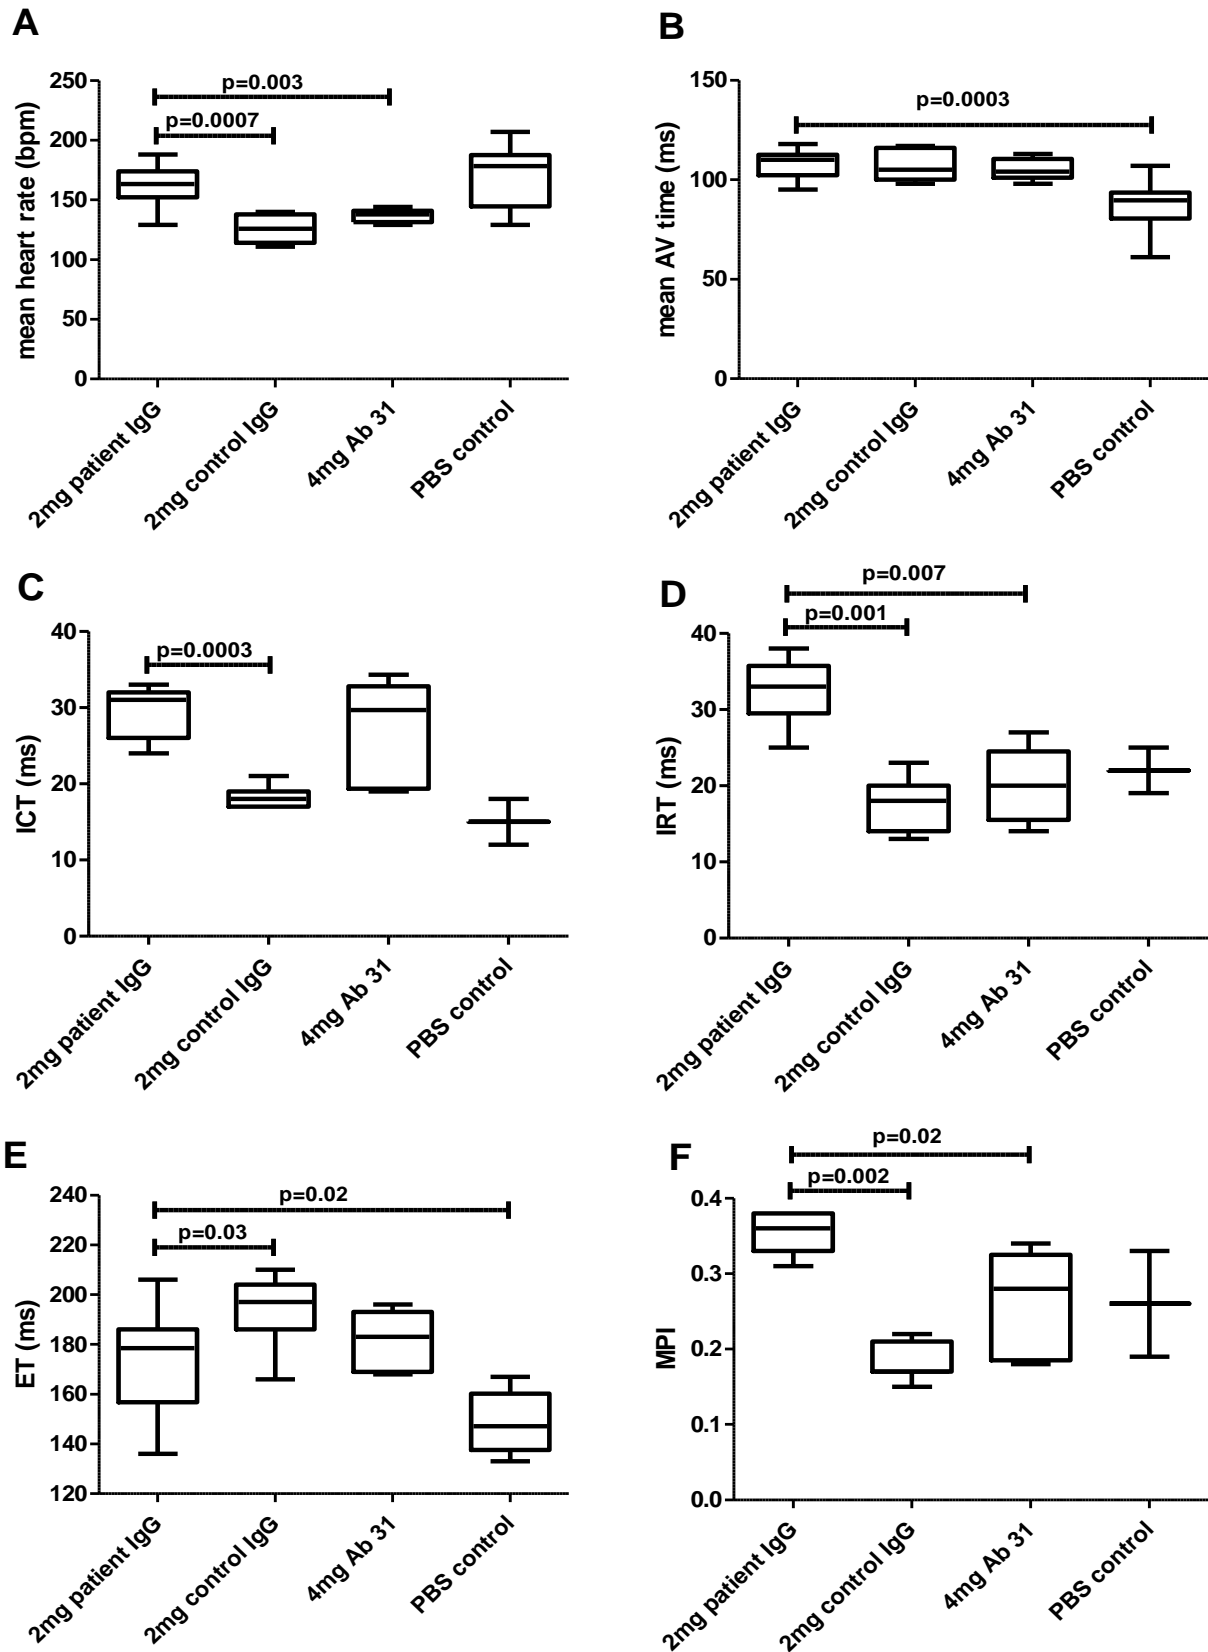 A
mean heart rate (bpm)
250
200
150
100
50
0
p=0.003
p=0.0007
2mg patient IgG
2mg control IgG
4mg Ab 31
PBS control
B
mean AV time (ms)
150
100
50
0
p=0.0003
2mg patient IgG
2mg control IgG
4mg Ab 31
PBS control
C
ICT (ms)
40
30
20
10
0
p=0.0003
2mg patient IgG
2mg control IgG
4mg Ab 31
PBS control
D
IRT (ms)
40
30
20
10
0
p=0.007
p=0.001
2mg patient IgG
2mg control IgG
4mg Ab 31
PBS control
E
ET (ms)
240
220
200
180
160
140
120
p=0.02
p=0.03
2mg patient IgG
2mg control IgG
4mg Ab 31
PBS control
F
MPI
0.4
0.3
0.2
0.1
0.0
p=0.02
p=0.002
2mg patient IgG
2mg control IgG
4mg Ab 31
PBS control